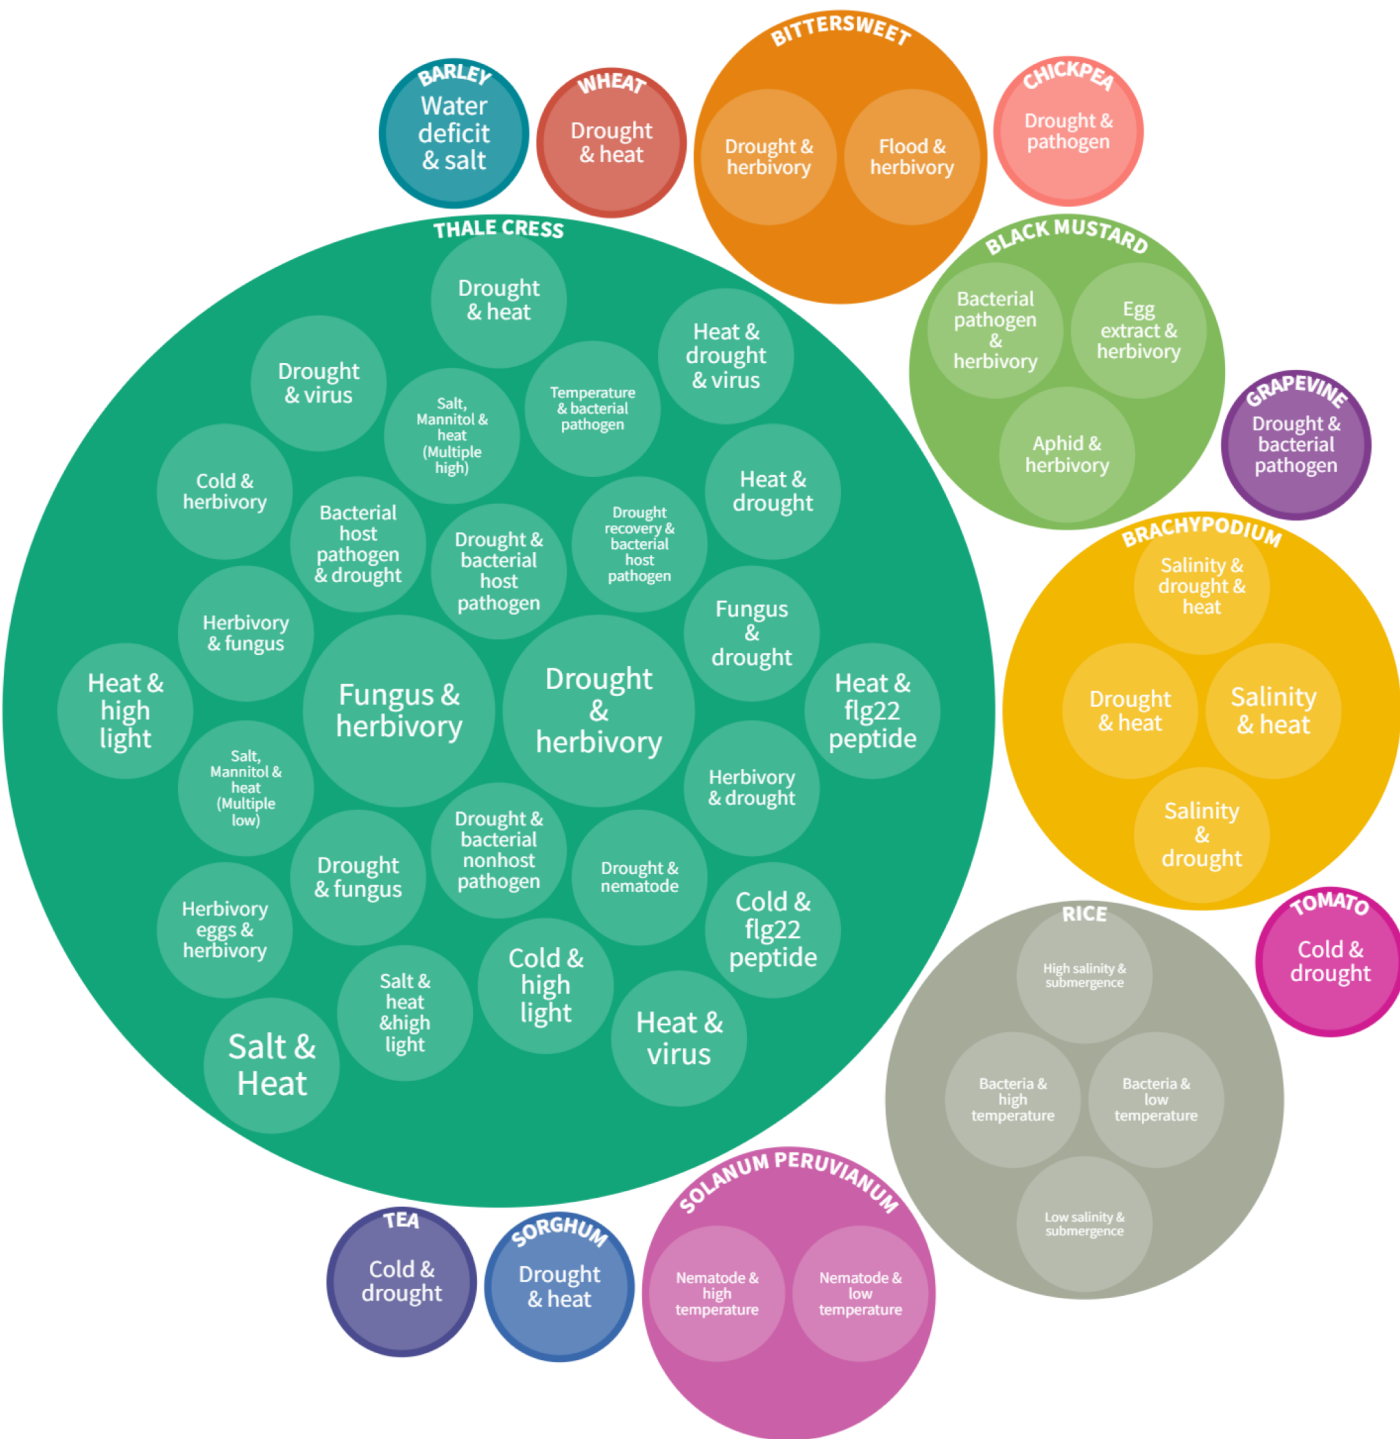 BARLEY
Water
deficit
& salt
WHEAT
Drought
& heat
BITTERSWEET
Drought &
herbivory
Flood &
herbivory
CHICKPEA
Drought &
pathogen
THALE CRESS
Drought
& heat
Heat &
drought
& virus
Drought
& virus
Salt,
Mannitol &
heat
(Multiple
high)
Temperature
& bacterial
pathogen
Cold &
herbivory
Heat &
drought
Bacterial
host
pathogen
& drought
Drought &
bacterial
host
pathogen
Drought
recovery &
bacterial
host
pathogen
Herbivory
& fungus
Fungus
&
drought
Heat &
high
light
Fungus &
herbivory
Drought
&
herbivory
Heat &
flg22
peptide
Salt,
Mannitol &
heat
(Multiple
low)
Herbivory
& drought
Drought
& fungus
Drought &
bacterial
nonhost
pathogen
Drought &
nematode
Herbivory
eggs &
herbivory
Cold &
flg22
peptide
Salt &
heat
&high
light
Cold &
high
light
Salt &
Heat
Heat &
virus
BLACK MUSTARD
Bacterial
pathogen
&
herbivory
Egg
extract &
herbivory
Aphid &
herbivory
GRAPEVINE
Drought &
bacterial
pathogen
BRACHYPODIUM
Salinity &
drought &
heat
Drought
& heat
Salinity
& heat
Salinity
&
drought
RICE
High salinity &
submergence
Bacteria &
high
temperature
Bacteria &
low
temperature
Low salinity &
submergence
TOMATO
Cold &
drought
TEA
Cold &
drought
SORGHUM
Drought
& heat
SOLANUM PERUVIANUM
Nematode &
high
temperature
Nematode &
low
temperature